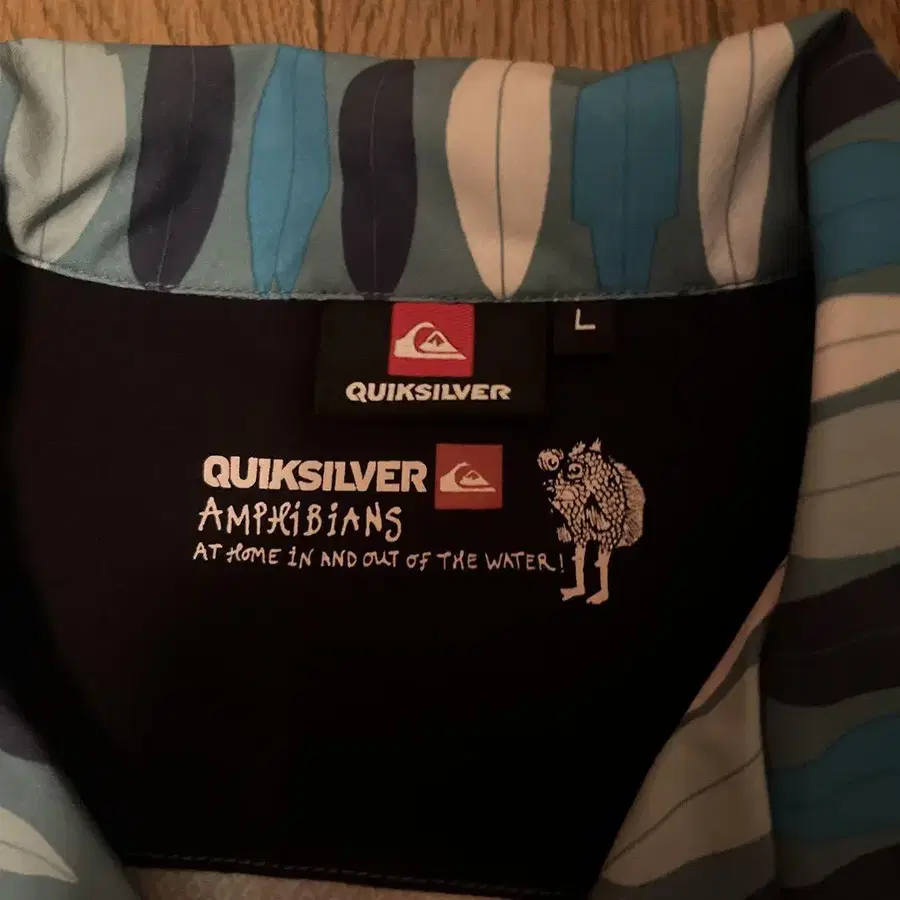 QUIKSILVER
L
QUIKSILVER
AMPHiBiANS
AT HOME IN AND OUT OF THE WATER!